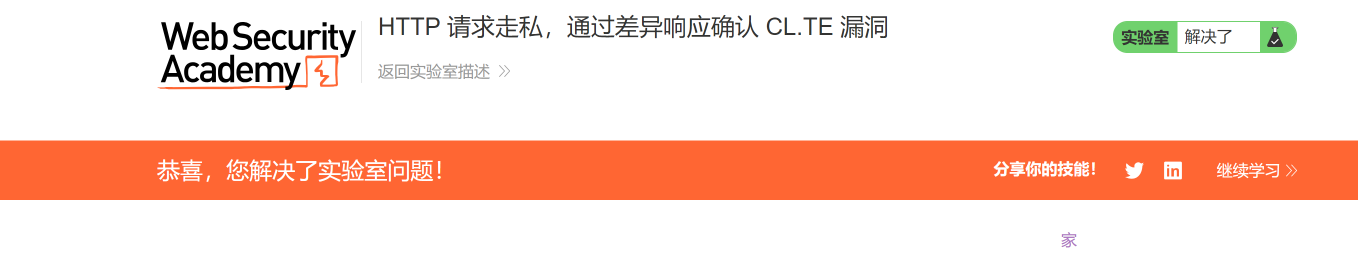 Web Security
Academy
HTTP 请求走私，通过差异响应确认 CL.TE 漏洞
返回实验室描述
实验室 解决了
恭喜，您解决了实验室问题！
分享你的技能！
继续学习
家